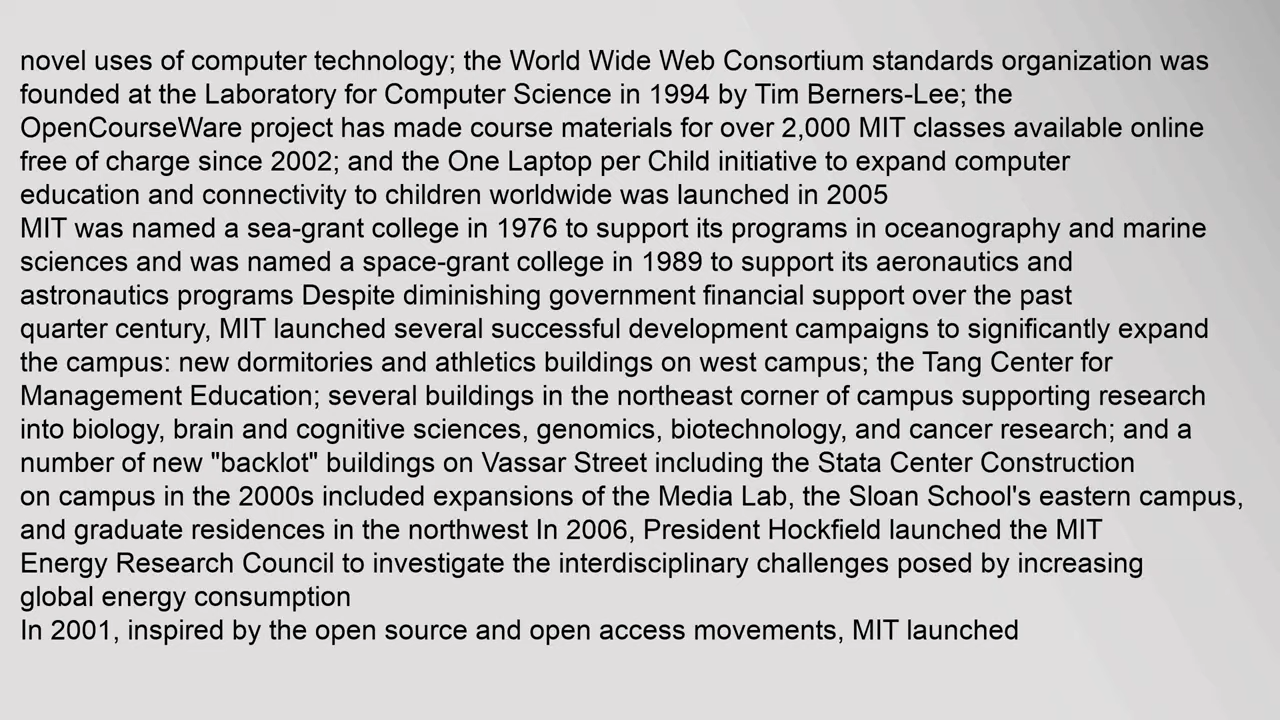 novel uses of computer technology; the World Wide Web Consortium standards organization was
founded at the Laboratory for Computer Science in 1994 by Tim Berners-Lee; the
OpenCourseWare project has made course materials for over 2,000 MIT classes available online
free of charge since 2002; and the One Laptop per Child initiative to expand computer
education and connectivity to children worldwide was launched in 2005
MIT was named a sea-grant college in 1976 to support its programs in oceanography and marine
sciences and was named a space-grant college in 1989 to support its aeronautics and
astronautics programs Despite diminishing government financial support over the past
quarter century, MIT launched several successful development campaigns to significantly expand
the campus: new dormitories and athletics buildings on west campus; the Tang Center for
Management Education; several buildings in the northeast corner of campus supporting research
into biology, brain and cognitive sciences, genomics, biotechnology, and cancer research; and a
number of new "backlot" buildings on Vassar Street including the Stata Center Construction
on campus in the 2000s included expansions of the Media Lab, the Sloan School's eastern campus,
and graduate residences in the northwest In 2006, President Hockfield launched the MIT
Energy Research Council to investigate the interdisciplinary challenges posed by increasing
global energy consumption
In 2001, inspired by the open source and open access movements, MIT launched